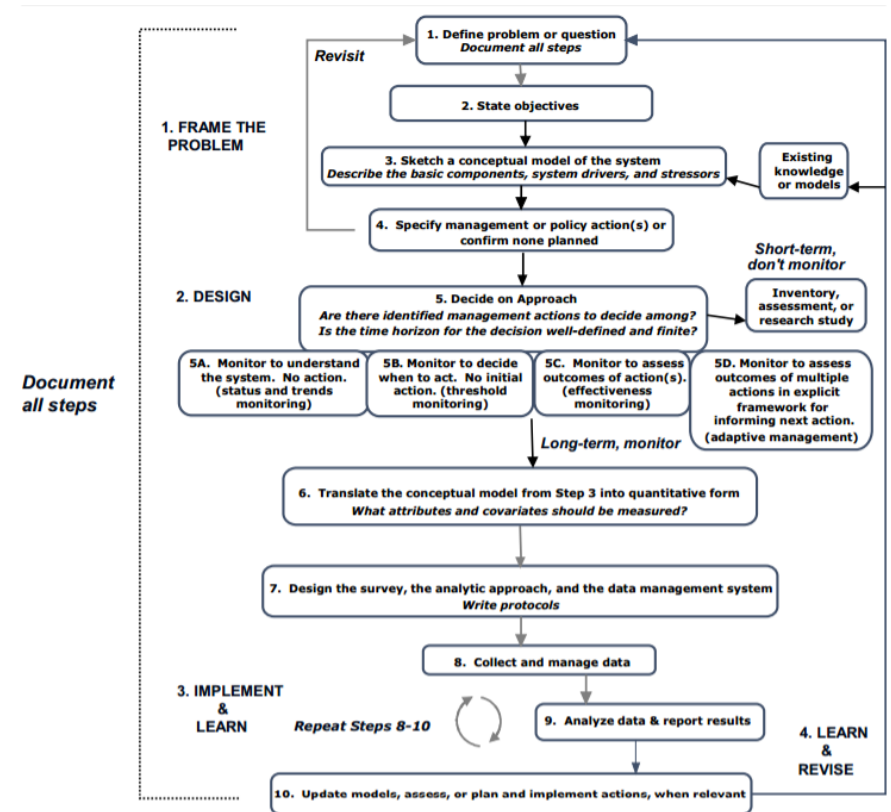 1. Define problem or question
Document all steps
Revisit
2. State objectives
1. FRAME THE
PROBLEM
3. Sketch a conceptual model of the system
Describe the basic components, system drivers, and stressors
Existing
knowledge
or models
4. Specify management or policy action(s) or
confirm none planned
Short-term,
don't monitor
2. DESIGN
5. Decide on Approach
Are there identified management actions to decide among?
Is the time horizon for the decision well-defined and finite?
Inventory,
assessment, or
research study
5A. Monitor to understand
the system. No action.
(status and trends
monitoring)
5B. Monitor to decide
when to act. No initial
action. (threshold
monitoring)
5C. Monitor to assess
outcomes of action(s).
(effectiveness
monitoring)
5D. Monitor to assess
outcomes of multiple
actions in explicit
framework for
informing next action.
(adaptive management)
Document
all steps
Long-term, monitor
6. Translate the conceptual model from Step 3 into quantitative form
What attributes and covariates should be measured?
7. Design the survey, the analytic approach, and the data management system
Write protocols
8. Collect and manage data
3. IMPLEMENT
&
LEARN
Repeat Steps 8-10
9. Analyze data & report results
4. LEARN
&
REVISE
10. Update models, assess, or plan and implement actions, when relevant